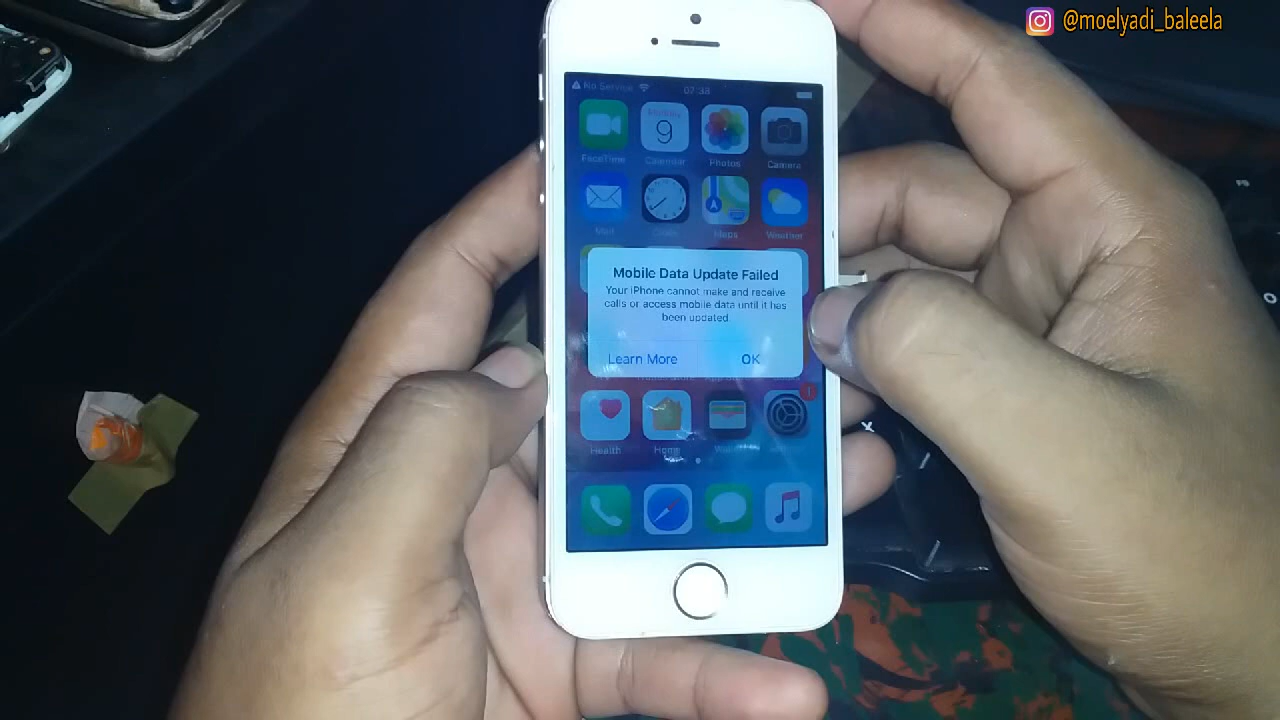 @moelyadi_baleela
No Service
07:38
9
FaceTime
Calendar
Photos
Camera
Mail
Maps
Weather
Mobile Data Update Failed
Your iPhone cannot make and receive
calls or access mobile data until it has
been updated.
Learn More
OK
1
Health
Home